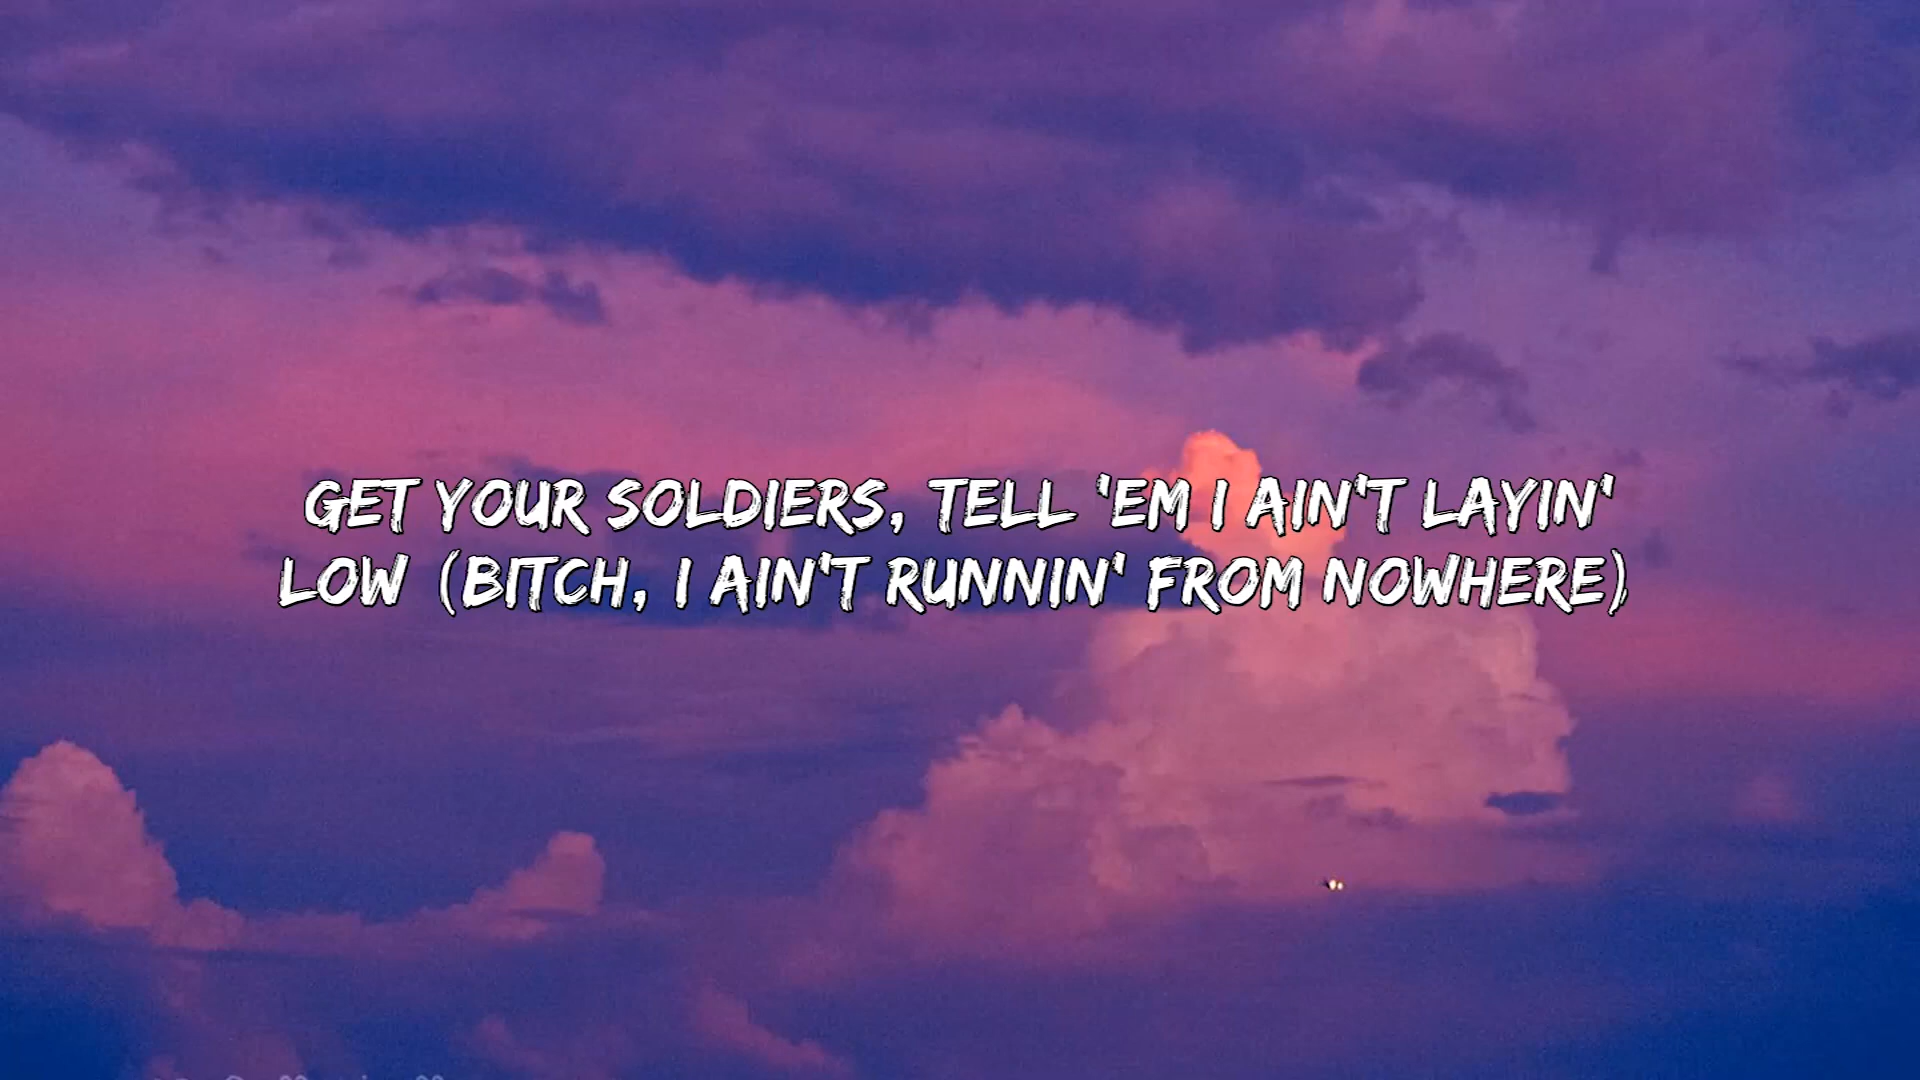 GET YOUR SOLDIERS, TELL 'EM I AIN'T LAYIN'
LOW (BITCH, I AIN'T RUNNIN' FROM NOWHERE)